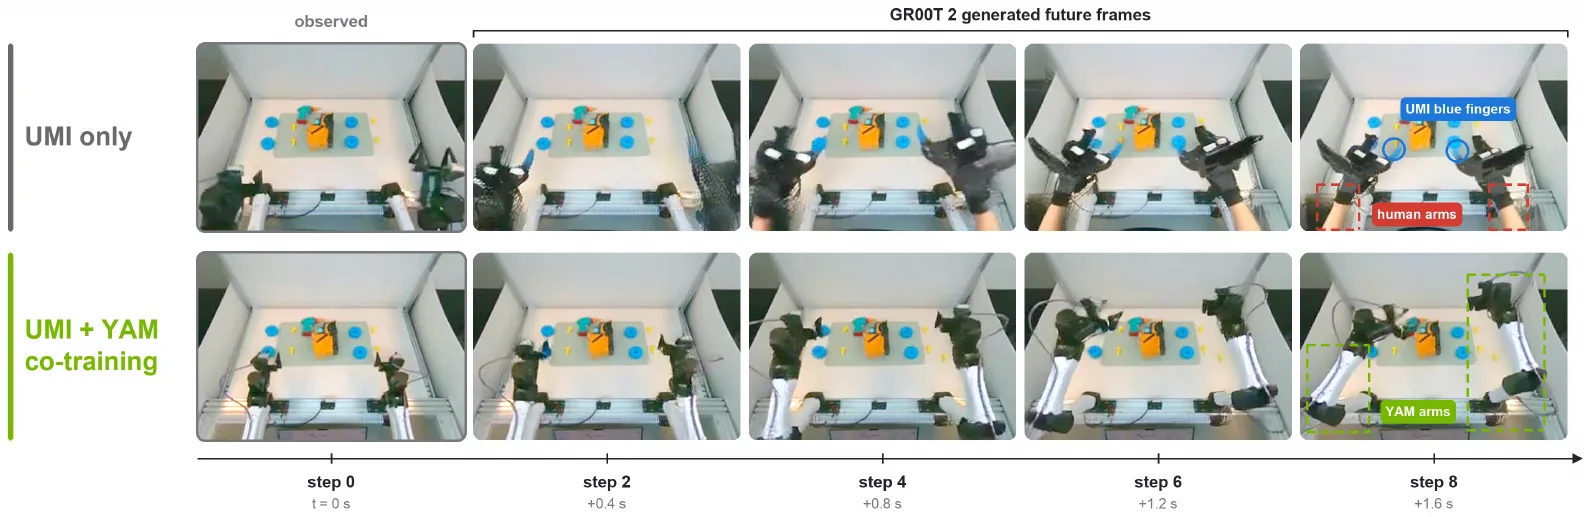 observed
GR00T 2 generated future frames
UMI only
UMI blue fingers
human arms
UMI + YAM
co-training
YAM arms
step 0
step 2
step 4
step 6
step 8
t = 0 s
+0.4 s
+0.8 s
+1.2 s
+1.6 s